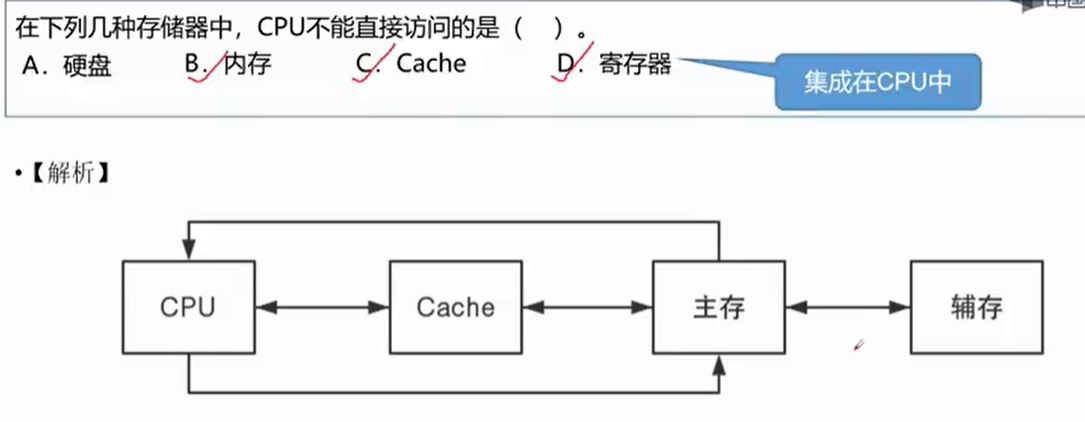 在下列几种存储器中，CPU不能直接访问的是（　）。
A. 硬盘　B. 内存　C. Cache　D. 寄存器
集成在CPU中
•【解析】
CPU　Cache　主存　辅存